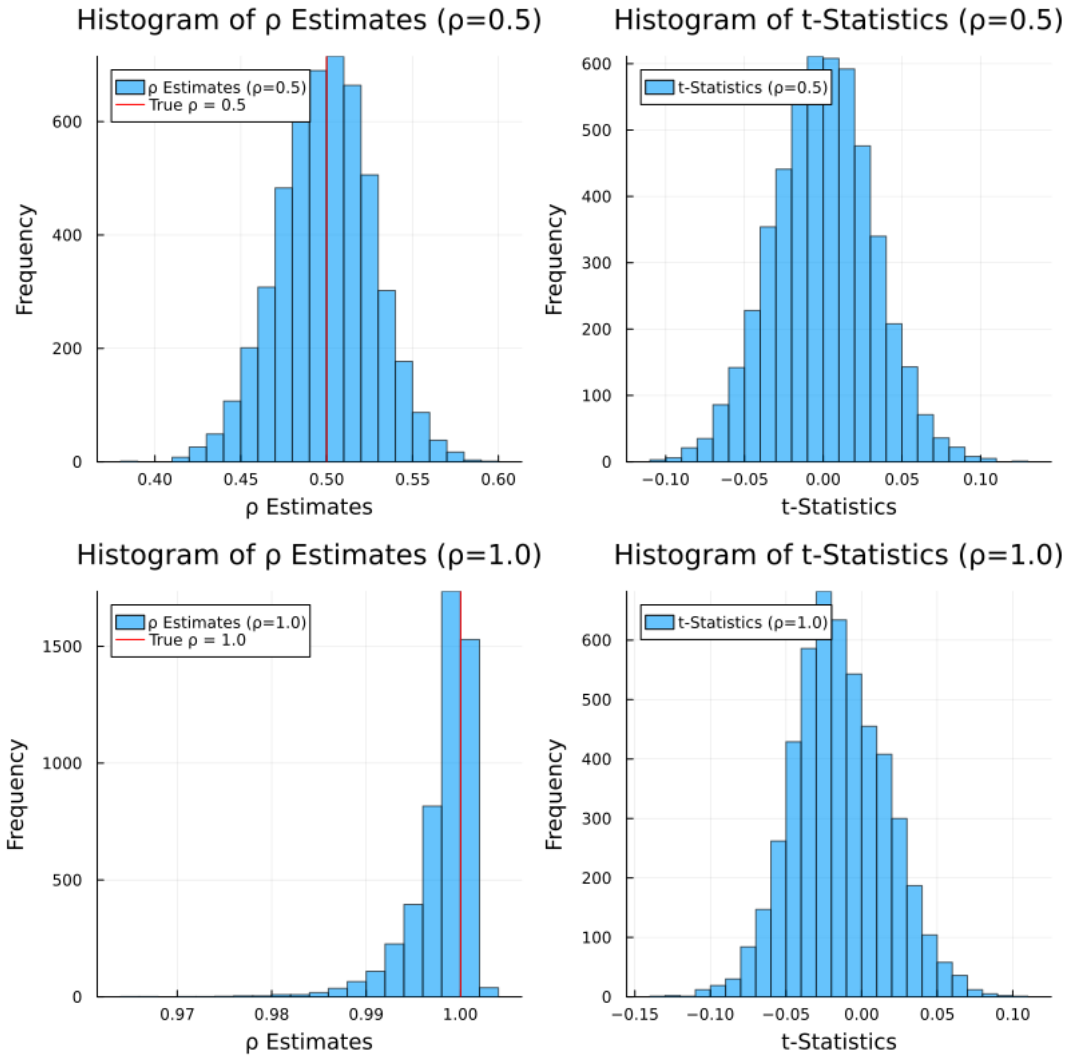 Histogram of ρ Estimates (ρ=0.5)
ρ Estimates (ρ=0.5)
True ρ = 0.5
600
400
200
0
Frequency
0.40 0.45 0.50 0.55 0.60
ρ Estimates
Histogram of t-Statistics (ρ=0.5)
t-Statistics (ρ=0.5)
600
500
400
300
200
100
0
Frequency
−0.10 −0.05 0.00 0.05 0.10
t-Statistics
Histogram of ρ Estimates (ρ=1.0)
ρ Estimates (ρ=1.0)
True ρ = 1.0
1500
1000
500
0
Frequency
0.97 0.98 0.99 1.00
ρ Estimates
Histogram of t-Statistics (ρ=1.0)
t-Statistics (ρ=1.0)
600
500
400
300
200
100
0
Frequency
−0.15 −0.10 −0.05 0.00 0.05 0.10
t-Statistics